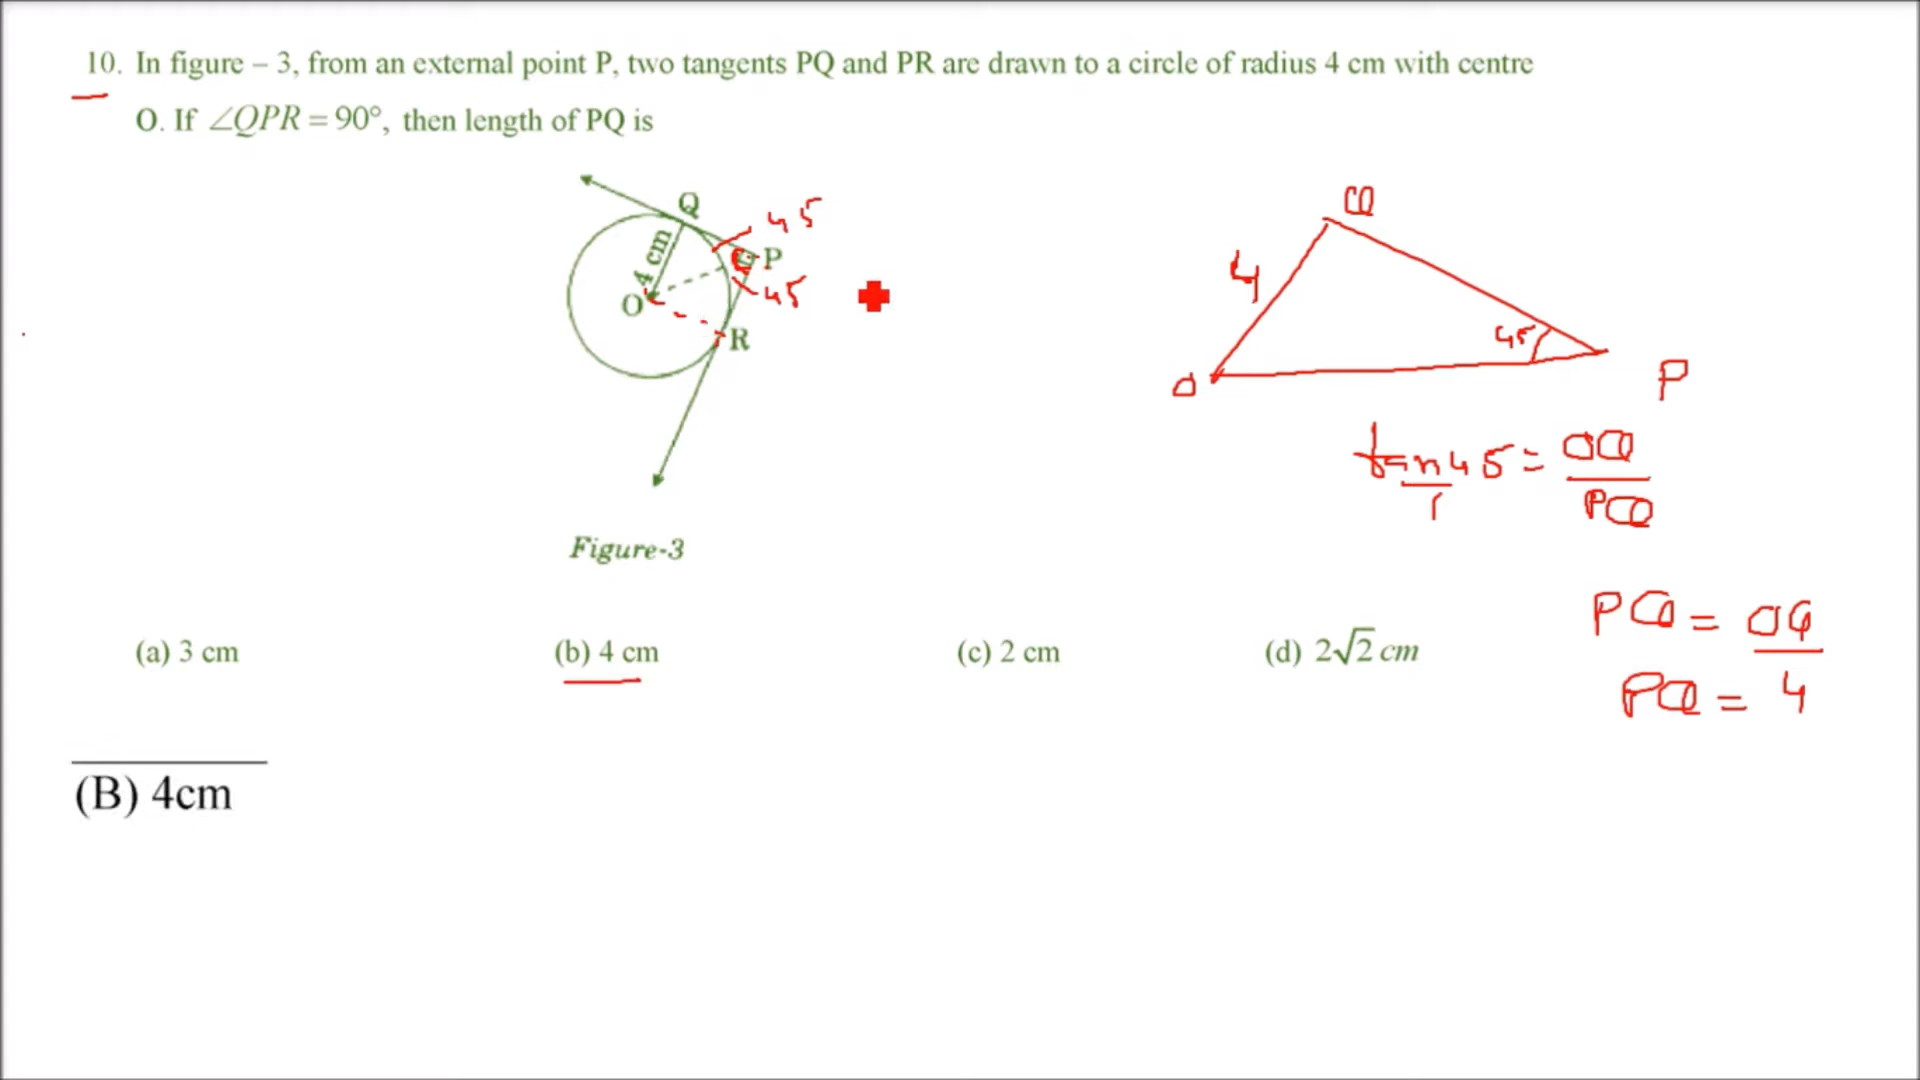 10. In figure – 3, from an external point P, two tangents PQ and PR are drawn to a circle of radius 4 cm with centre
O. If ∠QPR = 90°, then length of PQ is
Q
4 cm
O
P
R
45
45
Figure-3
Q
4
45
O
P
tan 45 = OQ/PQ
1
PQ = OQ
PQ = 4
(a) 3 cm
(b) 4 cm
(c) 2 cm
(d) 2√2 cm
(B) 4cm